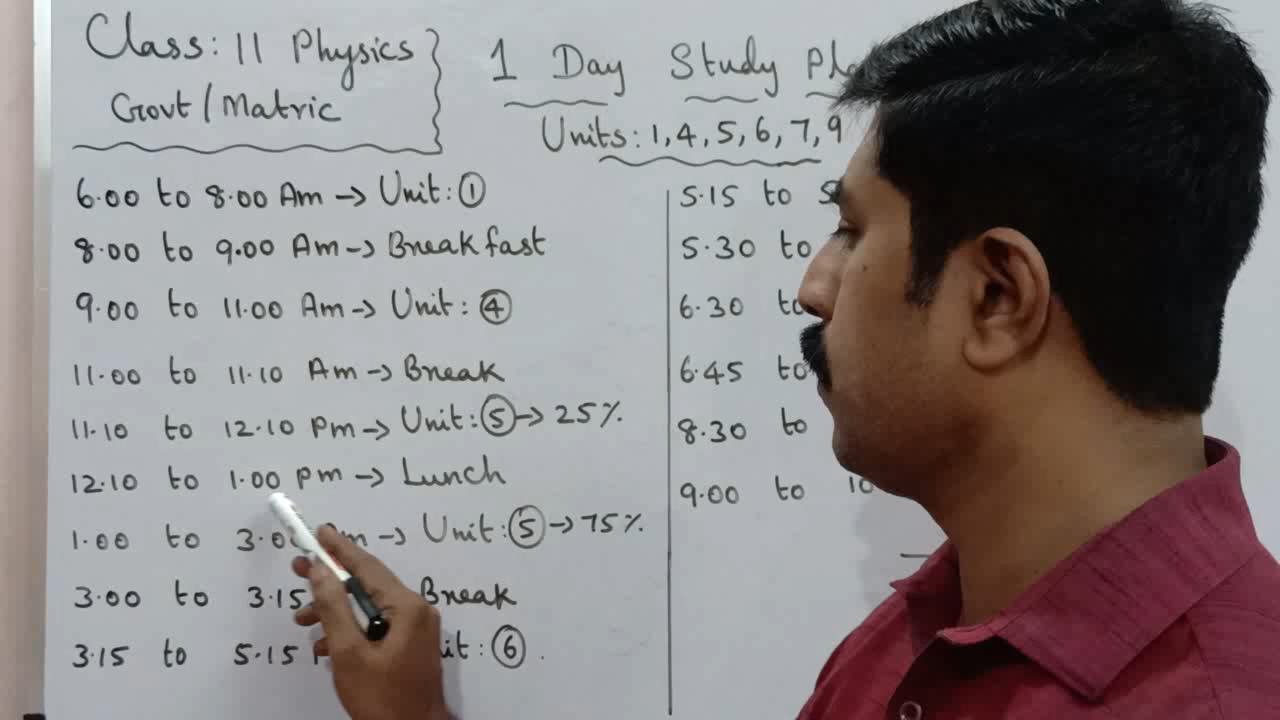 Class: 11 Physics
Govt/Matric
1 Day Study
Units: 1, 4, 5, 6, 7, 9
6.00 to 8.00 Am → Unit: ①
8.00 to 9.00 Am → Breakfast
9.00 to 11.00 Am → Unit: ④
11.00 to 11.10 Am → Break
11.10 to 12.10 Pm → Unit: ⑤ → 25%
12.10 to 1.00 pm → Lunch
1.00 to → Unit: ⑤ → 75%
3.00 to 3.15 Break
3.15 to 5.15 ⑥.
5.15 to
5.30 to
6.30 to
6.45 to
8.30 to
9.00 to 10